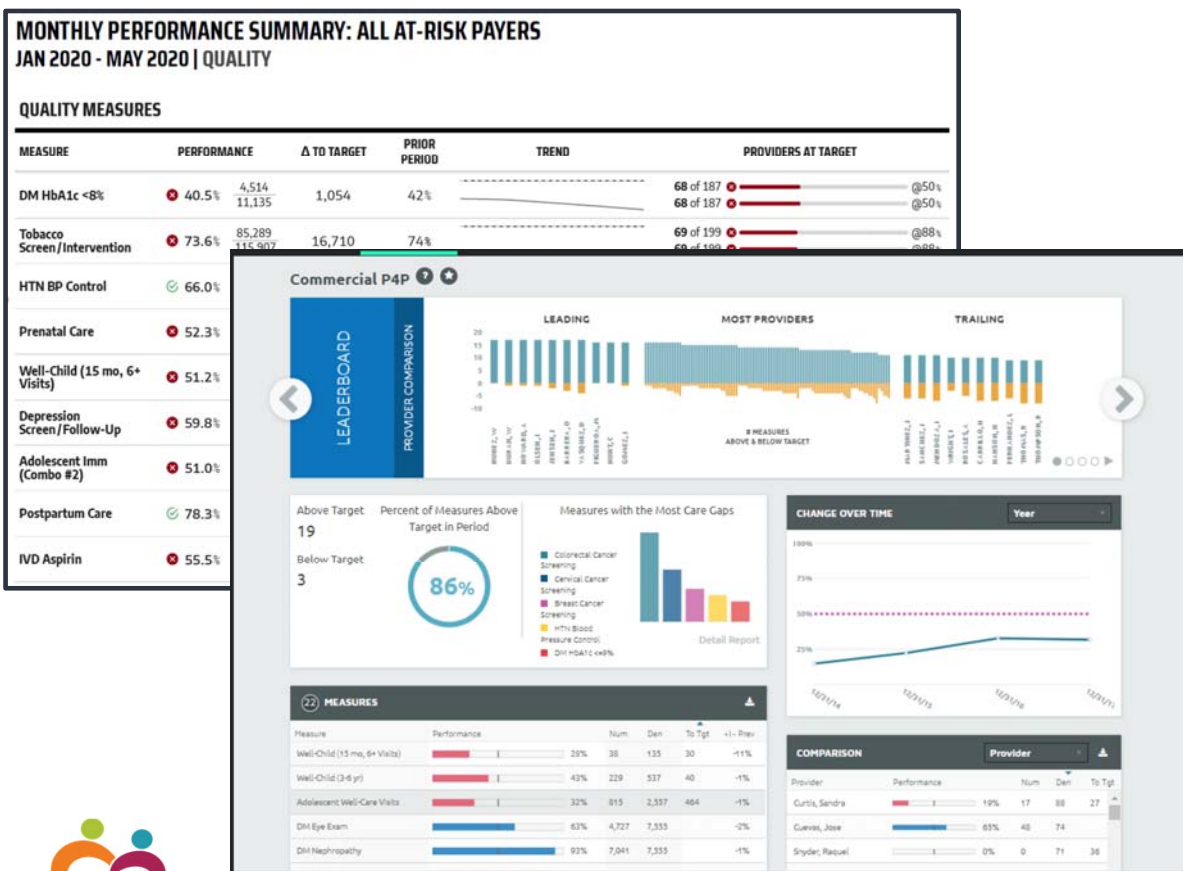 MONTHLY PERFORMANCE SUMMARY: ALL AT-RISK PAYERS
JAN 2020 - MAY 2020 | QUALITY
QUALITY MEASURES
MEASURE PERFORMANCE Δ TO TARGET PRIOR PERIOD TREND PROVIDERS AT TARGET
DM HbA1c <8% 40.5% 4,514 11,135 1,054 42% 68 of 187 @50%
68 of 187 @50%
Tobacco Screen/Intervention 73.6% 85,289 115,907 16,710 74% 69 of 199 @88%
69 of 199 @88%
HTN BP Control 66.0%
Prenatal Care 52.3%
Well-Child (15 mo, 6+ Visits) 51.2%
Depression Screen/Follow-Up 59.8%
Adolescent Imm (Combo #2) 51.0%
Postpartum Care 78.3%
IVD Aspirin 55.5%
Commercial P4P
LEADERBOARD
PROVIDER COMPARISON
LEADING MOST PROVIDERS TRAILING
20
15
10
5
0
-5
-10
# MEASURES
ABOVE & BELOW TARGET
Above Target
19
Below Target
3
Percent of Measures Above
Target in Period
86%
Measures with the Most Care Gaps
Colorectal Cancer
Screening
Cervical Cancer
Screening
Breast Cancer
Screening
HTN Blood
Pressure Control
DM HbA1c <=9%
Detail Report
CHANGE OVER TIME Year
100%
75%
50%
25%
22 MEASURES
Measure Performance Num Den To Tgt +/- Prev
Well-Child (15 mo, 6+ Visits) 28% 38 135 30 -11%
Well-Child (3-6 yr) 43% 229 537 40 -1%
Adolescent Well-Care Visits 32% 815 2,557 464 -1%
DM Eye Exam 63% 4,727 7,555 -2%
DM Nephropathy 93% 7,041 7,555 -1%
COMPARISON Provider
Provider Performance Num Den To Tgt
Curtis, Sandra 19% 17 88 27
Cuevas, Jose 65% 48 74
Snyder, Raquel 0% 0 71 36